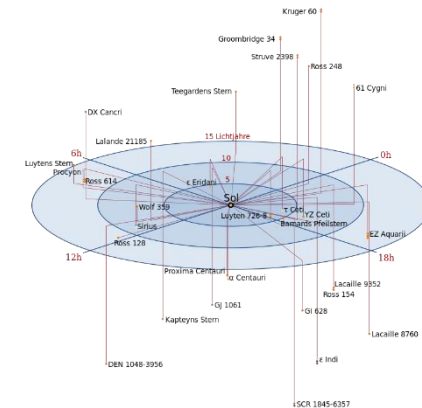 Kruger 60
Groombridge 34
Struve 2398
Ross 248
61 Cygni
Teegardens Stern
DX Cancri
Lalande 21185
15 Lichtjahre
6h
0h
10
Luytens Stern
Procyon
Ross 614
ε Eridani
5
Sol
Wolf 359
Luyten 726-8
τ Ceti
YZ Ceti
Barnards Pfeilstern
Sirius
EZ Aquarii
Ross 128
12h
18h
Proxima Centauri
α Centauri
Lacaille 9352
Ross 154
GJ 1061
GI 628
Kapteyns Stern
Lacaille 8760
ε Indi
DEN 1048-3956
SCR 1845-6357